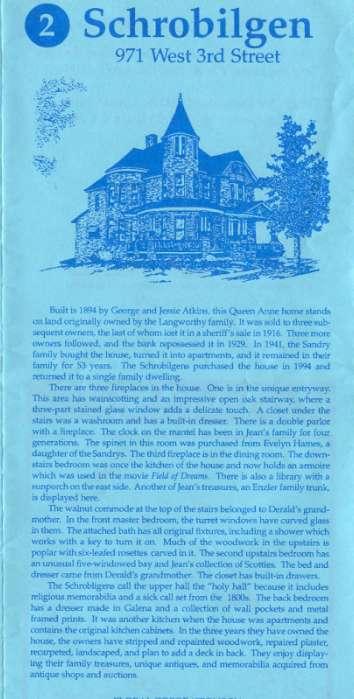 2 Schrobilgen
971 West 3rd Street
Built is 1894 by George and Jessie Atkins, this Queen Anne home stands
on land originally owned by the Langworthy family. It was sold to three sub-
sequent owners, the last of whom lost it in a sheriff's sale in 1916. Three more
owners followed, and the bank repossessed it in 1929. In 1941, the Sandry
family bought the house, turned it into apartments, and it remained in their
family for 53 years. The Schrobilgens purchased the house in 1994 and
returned it to a single family dwelling.
There are three fireplaces in the house. One is in the unique entryway.
This area has wainscotting and an impressive open oak stairway, where a
three-part stained glass window adds a delicate touch. A closet under the
stairs was a washroom and has a built-in dresser. There is a double parlor
with a fireplace. The clock on the mantel has been in Jean's family for four
generations. The spinet in this room was purchased from Evelyn Hames, a
daughter of the Sandrys. The third fireplace is in the dining room. The down-
stairs bedroom was once the kitchen of the house and now holds an armoire
which was used in the movie Field of Dreams. There is also a library with a
sunporch on the east side. Another of Jean's treasures, an Enzler family trunk,
is displayed here.
The walnut commode at the top of the stairs belonged to Derald's grand-
mother. In the front master bedroom, the turret windows have curved glass
in them. The attached bath has all original fixtures, including a shower which
works with a key to turn it on. Much of the woodwork in the upstairs is
poplar with six-leafed rosettes carved in it. The second upstairs bedroom has
an unusual five-windowed bay and Jean's collection of Scotties. The bed and
dresser came from Derald's grandmother. The closet has built-in drawers.
The Schroblgens call the upper hall the "holy hall" because it includes
religious memorbilia and a sick call set from the 1800s. The back bedroom
has a dresser made in Galena and a collection of wall pockets and metal
framed prints. It was another kitchen when the house was apartments and
contains the original kitchen cabinets. In the three years they have owned the
house, the owners have stripped and repainted woodwork, repaired plaster,
recarpeted, landscaped, and plan to add a deck in back. They enjoy display-
ing their family treasures, unique antiques, and memorabilia acquired from
antique shops and auctions.